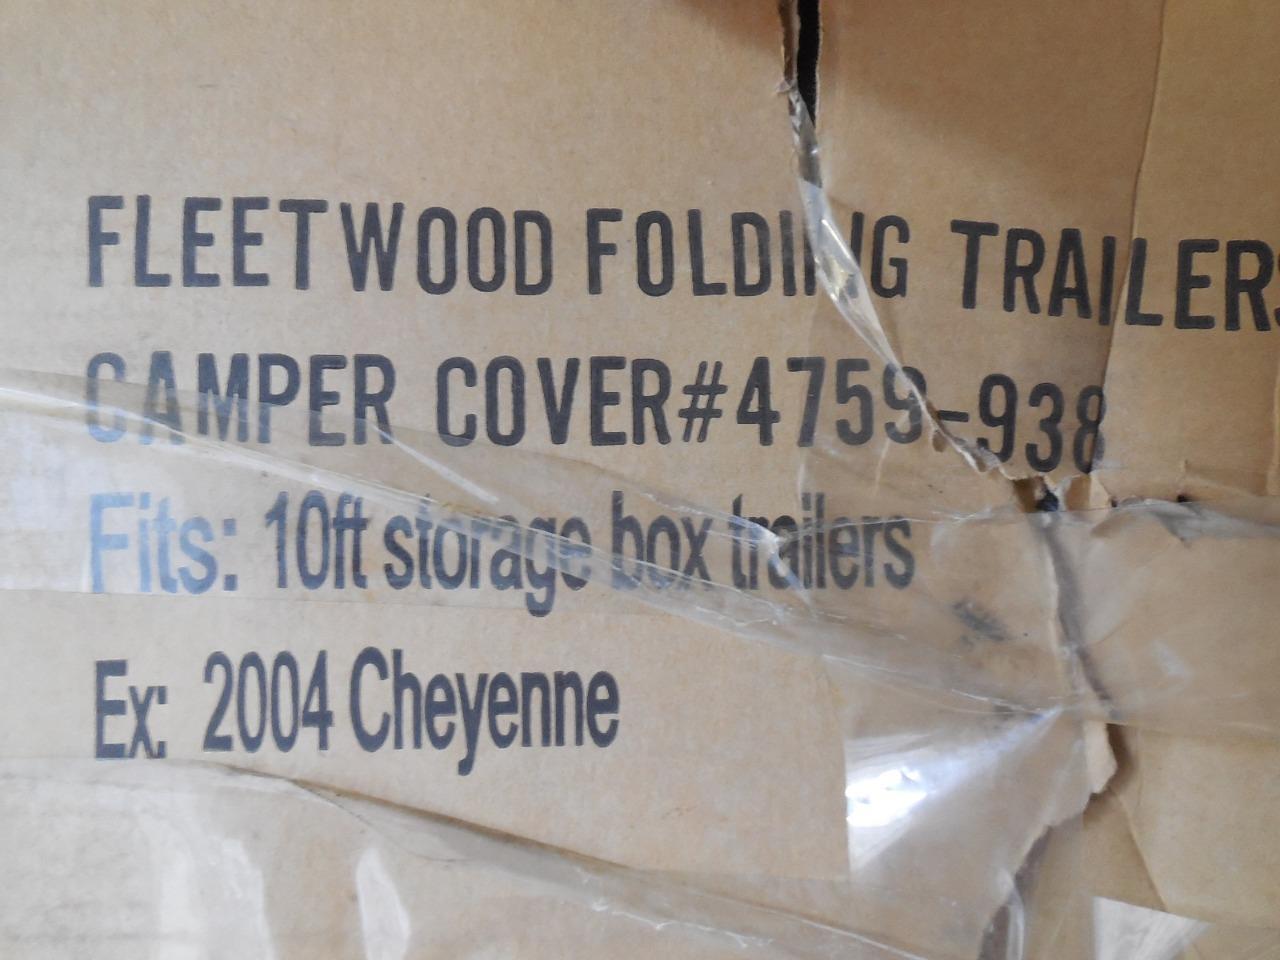 FLEETWOOD FOLDING TRAILERS
CAMPER COVER#4759-938
Fits: 10ft storage box trailers
Ex: 2004 Cheyenne